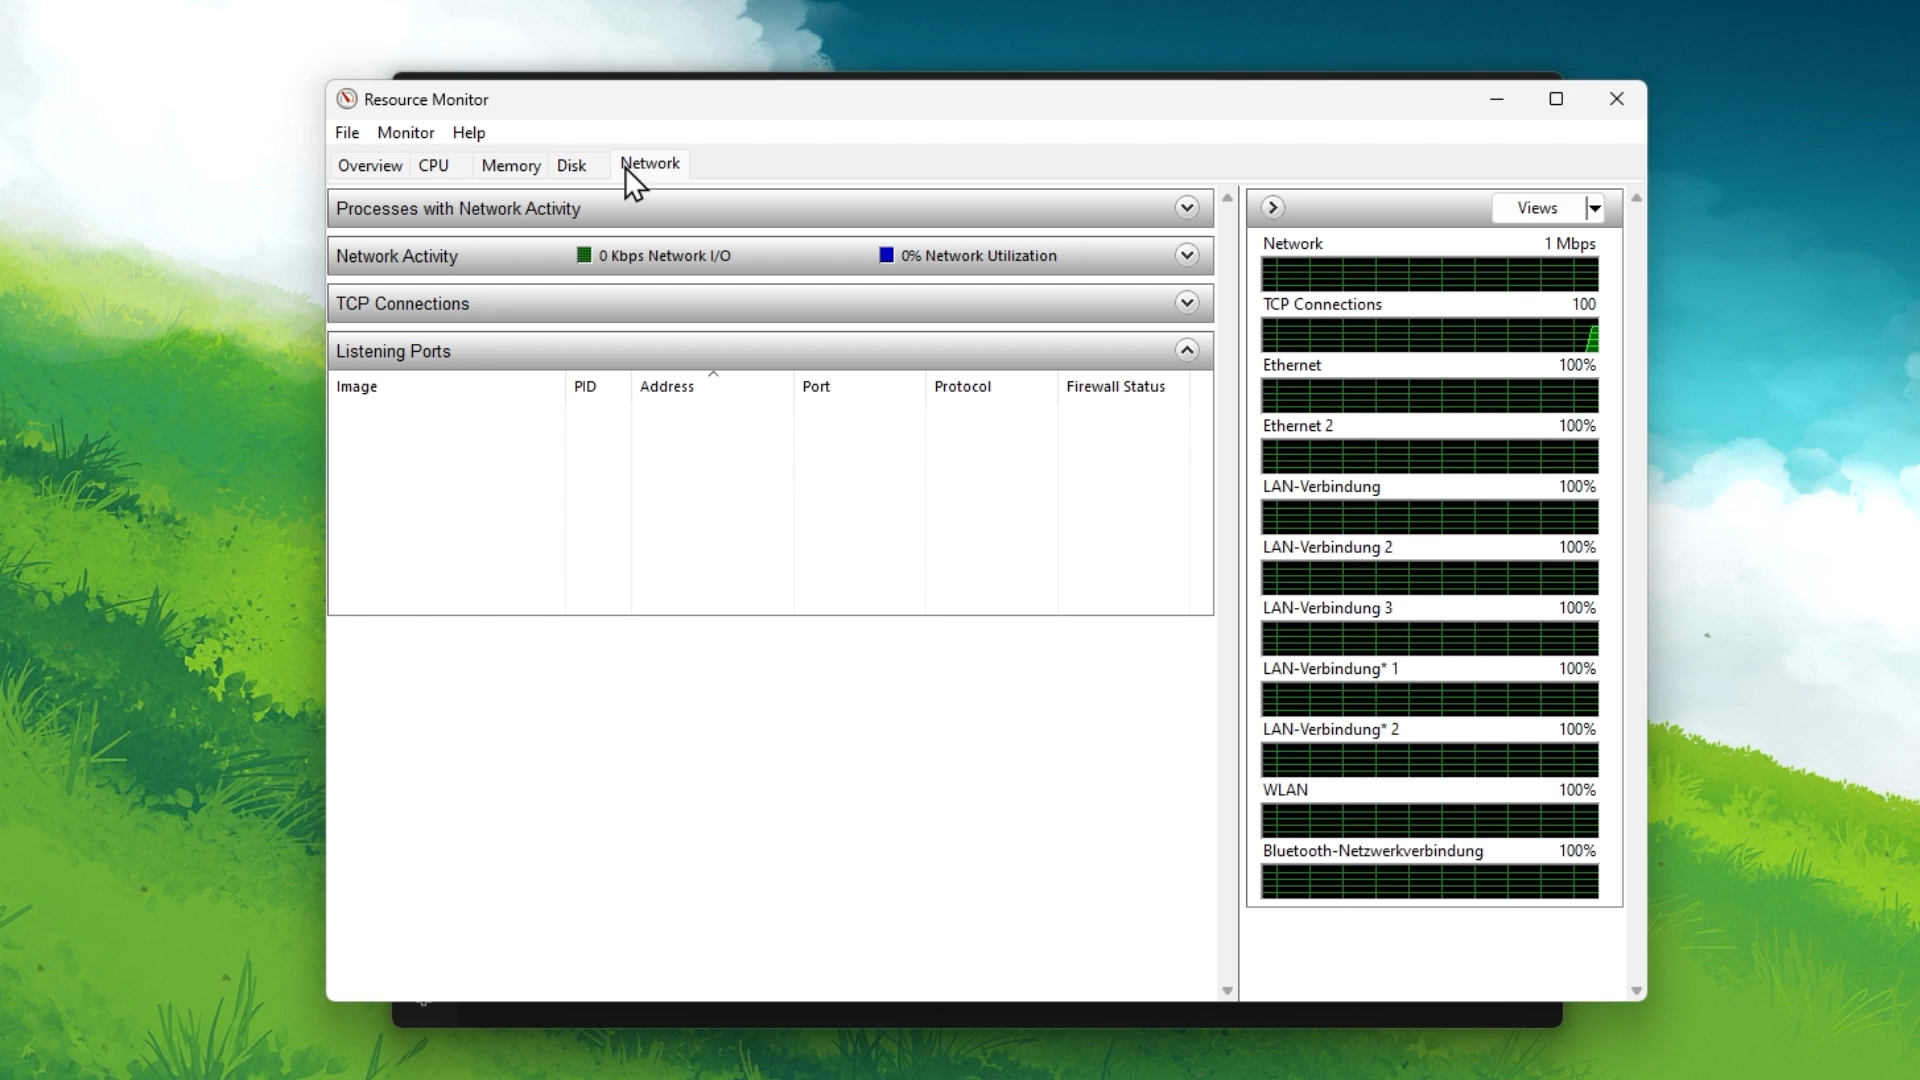 Resource Monitor
File Monitor Help
Overview CPU Memory Disk Network
Processes with Network Activity
Network Activity 0 Kbps Network I/O 0% Network Utilization
TCP Connections
Listening Ports
Image PID Address Port Protocol Firewall Status
Views
Network 1 Mbps
TCP Connections 100
Ethernet 100%
Ethernet 2 100%
LAN-Verbindung 100%
LAN-Verbindung 2 100%
LAN-Verbindung 3 100%
LAN-Verbindung* 1 100%
LAN-Verbindung* 2 100%
WLAN 100%
Bluetooth-Netzwerkverbindung 100%